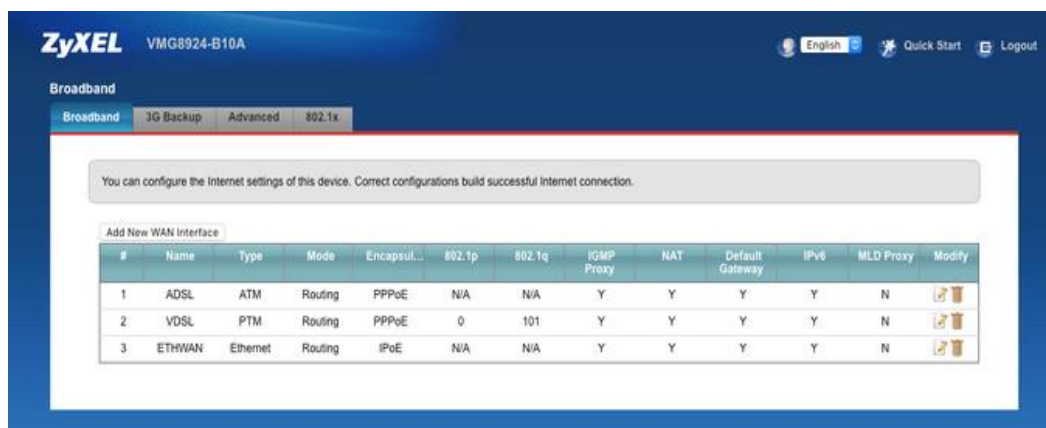 ZyXEL VMG8924-B10A English Quick Start Logout
Broadband
Broadband 3G Backup Advanced 802.1x
You can configure the Internet settings of this device. Correct configurations build successful Internet connection.
Add New WAN Interface
# Name Type Mode Encapsul... 802.1p 802.1q IGMP Proxy NAT Default Gateway IPv6 MLD Proxy Modify
1 ADSL ATM Routing PPPoE N/A N/A Y Y Y Y N
2 VDSL PTM Routing PPPoE 0 101 Y Y Y Y N
3 ETHWAN Ethernet Routing IPoE N/A N/A Y Y Y Y N